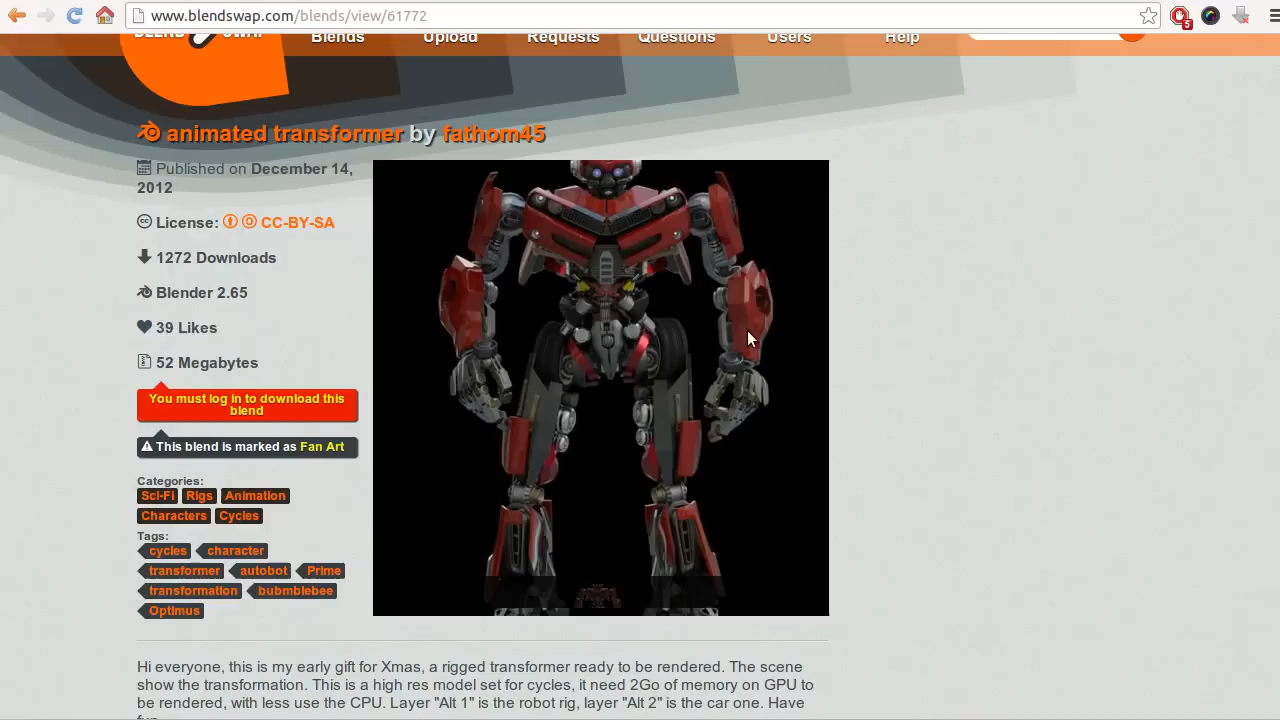 www.blendswap.com/blends/view/61772
5
Blends Upload Requests Questions Users Help
animated transformer by fathom45
Published on December 14,
2012
License: CC-BY-SA
1272 Downloads
Blender 2.65
39 Likes
52 Megabytes
You must log in to download this
blend
This blend is marked as Fan Art
Categories:
Sci-Fi Rigs Animation
Characters Cycles
Tags:
cycles character
transformer autobot Prime
transformation bubmblebee
Optimus
Hi everyone, this is my early gift for Xmas, a rigged transformer ready to be rendered. The scene
show the transformation. This is a high res model set for cycles, it need 2Go of memory on GPU to
be rendered, with less use the CPU. Layer "Alt 1" is the robot rig, layer "Alt 2" is the car one. Have